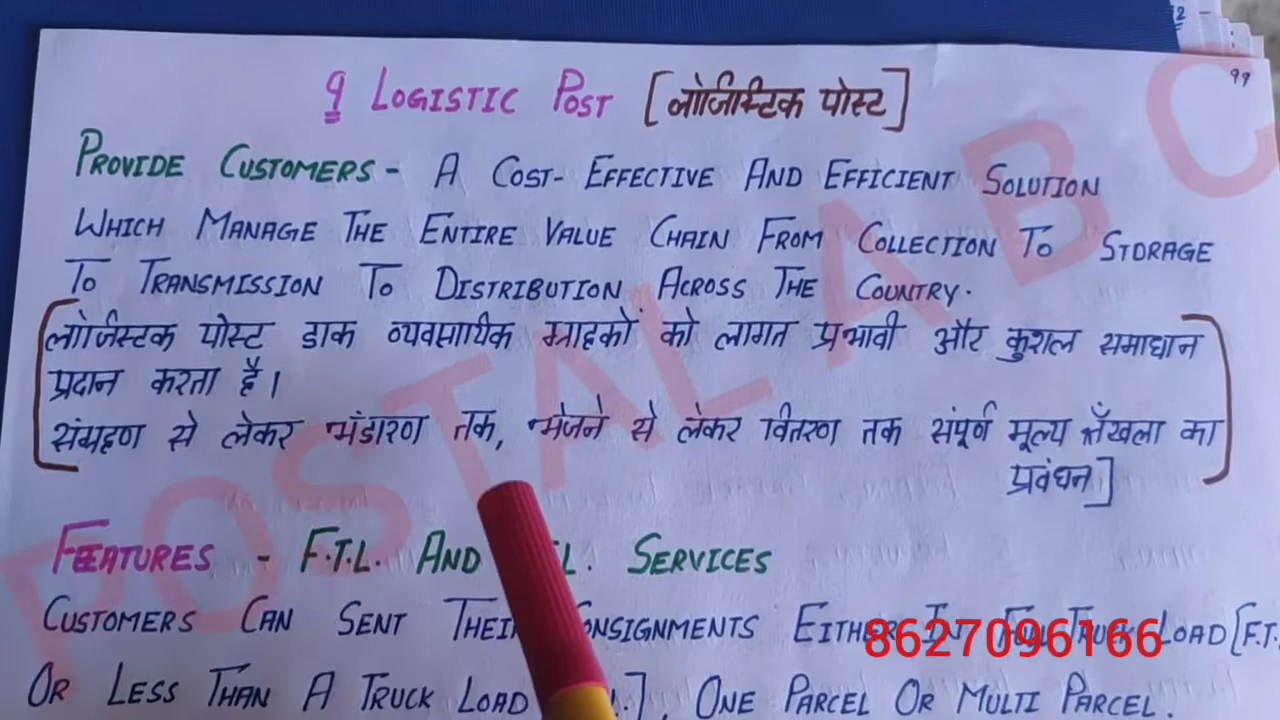 99
9 LOGISTIC POST [लॉजिस्टिक पोस्ट]
PROVIDE CUSTOMERS - A COST-EFFECTIVE AND EFFICIENT SOLUTION
WHICH MANAGE THE ENTIRE VALUE CHAIN FROM COLLECTION TO STORAGE
TO TRANSMISSION TO DISTRIBUTION ACROSS THE COUNTRY.
लॉजिस्टिक पोस्ट डाक व्यवसायिक ग्राहकों को लागत प्रभावी और कुशल समाधान
प्रदान करता है।
संग्रहण से लेकर भंडारण तक, भेजने से लेकर वितरण तक संपूर्ण मूल्य श्रृंखला का
प्रबंधन]
FEATURES - F.T.L. AND L. SERVICES
CUSTOMERS CAN SENT THEIR CONSIGNMENTS EITHER IN FULL TRUCK LOAD [F.T.
OR LESS THAN A TRUCK LOAD .], ONE PARCEL OR MULTI PARCEL.
8627096166
POSTAL ABC